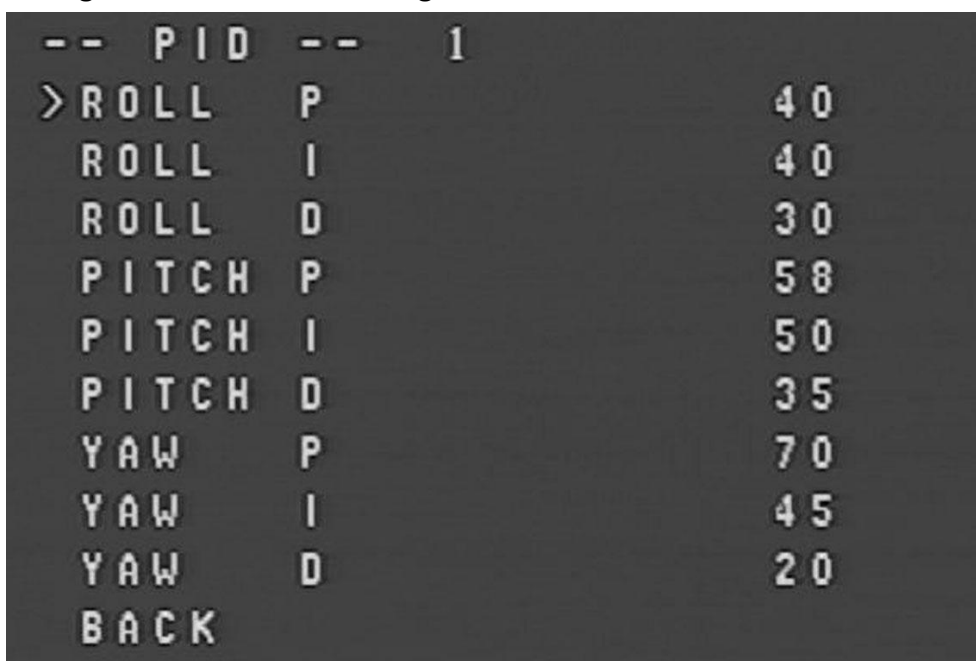 -- PID -- 1
>ROLL P 40
ROLL I 40
ROLL D 30
PITCH P 58
PITCH I 50
PITCH D 35
YAW P 70
YAW I 45
YAW D 20
BACK